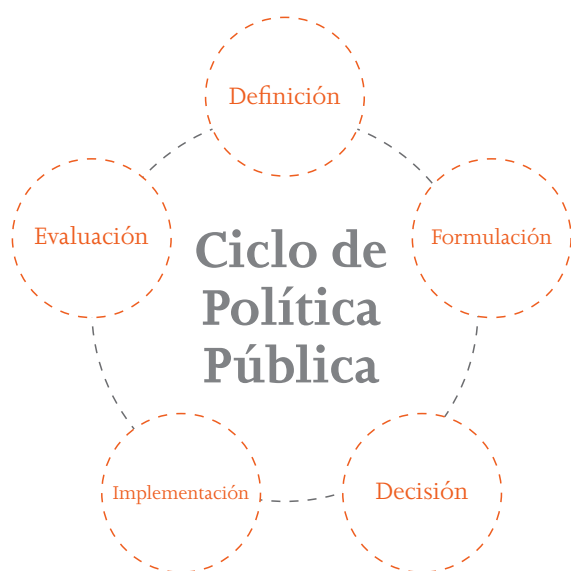 Definición
Evaluación
Formulación
Ciclo de
Política
Pública
Implementación
Decisión